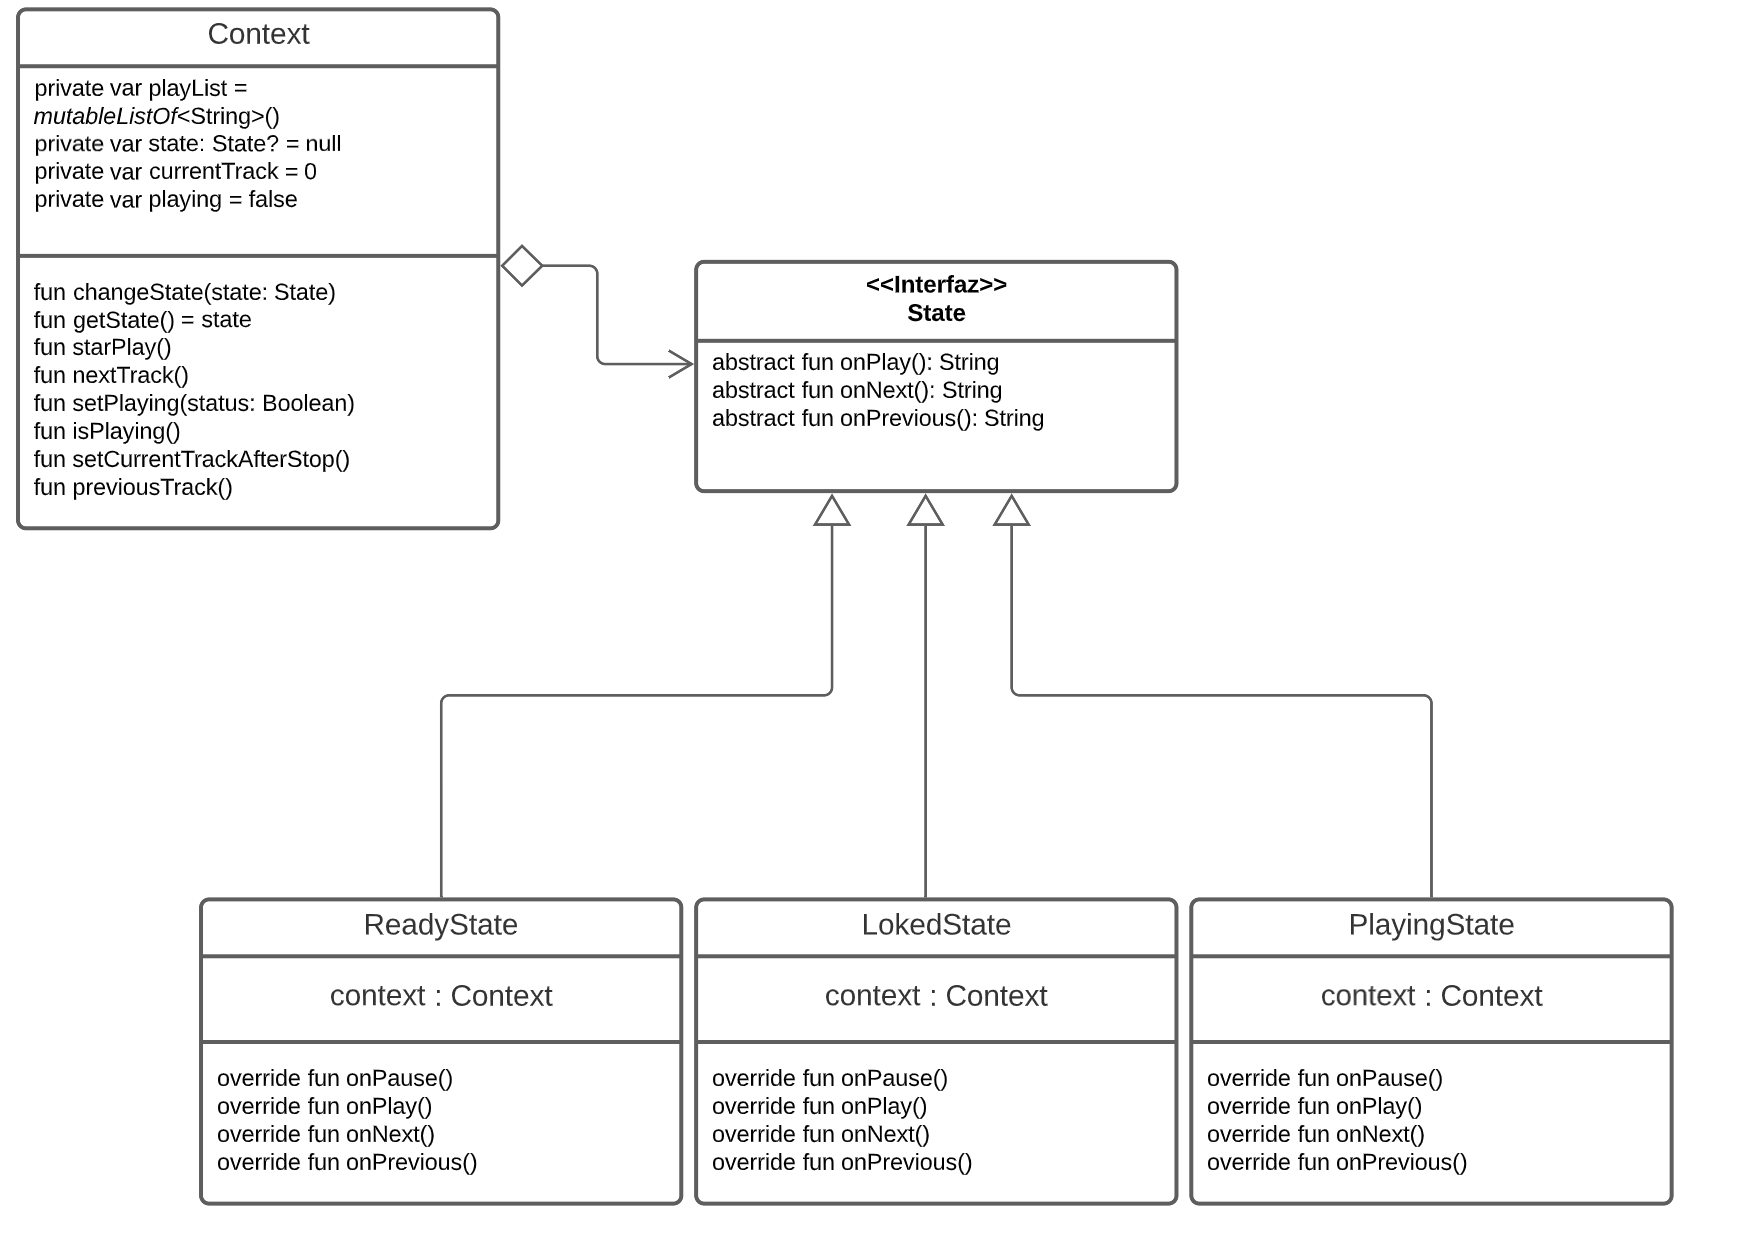 Context
private var playList =
mutableListOf<String>()
private var state: State? = null
private var currentTrack = 0
private var playing = false
fun changeState(state: State)
fun getState() = state
fun starPlay()
fun nextTrack()
fun setPlaying(status: Boolean)
fun isPlaying()
fun setCurrentTrackAfterStop()
fun previousTrack()
<<Interfaz>>
State
abstract fun onPlay(): String
abstract fun onNext(): String
abstract fun onPrevious(): String
ReadyState
context : Context
override fun onPause()
override fun onPlay()
override fun onNext()
override fun onPrevious()
LokedState
context : Context
override fun onPause()
override fun onPlay()
override fun onNext()
override fun onPrevious()
PlayingState
context : Context
override fun onPause()
override fun onPlay()
override fun onNext()
override fun onPrevious()